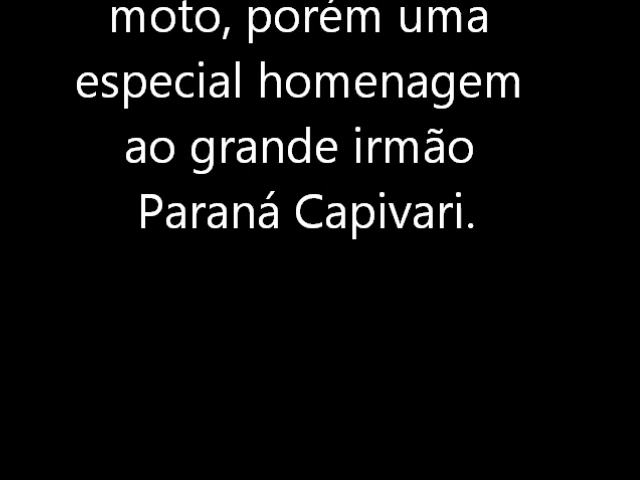 moto, porém uma
especial homenagem
ao grande irmão
Paraná Capivari.